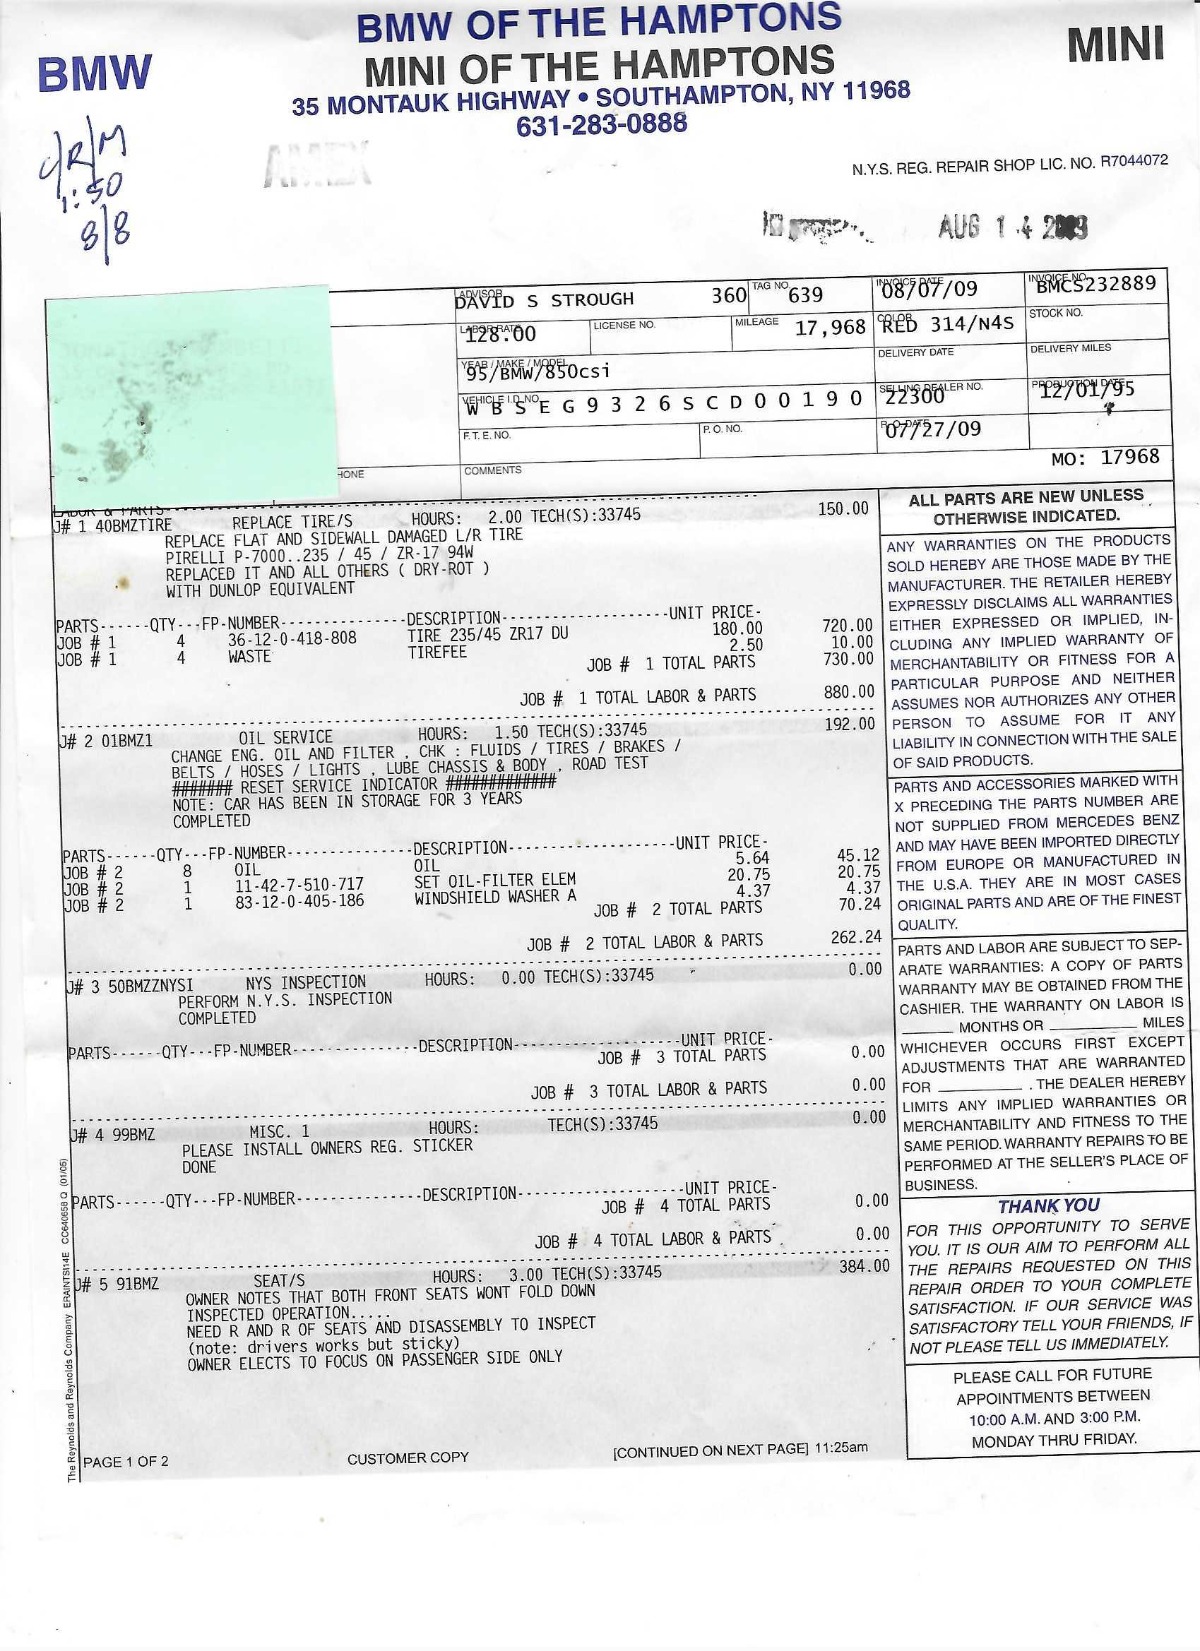 BMW OF THE HAMPTONS
BMW
MINI OF THE HAMPTONS
MINI
35 MONTAUK HIGHWAY • SOUTHAMPTON, NY 11968
631-283-0888
AMEX
N.Y.S. REG. REPAIR SHOP LIC. NO. R7044072
1:50
8/8
AUG 14
ADVISOR
DAVID S STROUGH 360
TAG NO.
639
INVOICE DATE
08/07/09
INVOICE NO.
BMCS232889
LABOR RATE
128.00
LICENSE NO.
MILEAGE
17,968
COLOR
RED 314/N4S
STOCK NO.
YEAR / MAKE / MODEL
95/BMW/850csi
DELIVERY DATE
DELIVERY MILES
VEHICLE I.D. NO.
W B S E G 9 3 2 6 S C D 0 0 1 9 0
SELLING DEALER NO.
22300
PRODUCTION DATE
12/01/95
F.T.E. NO.
P.O. NO.
R.O. DATE
07/27/09
COMMENTS
MO: 17968
LABOR & PARTS
J# 1 40BMZTIRE REPLACE TIRE/S HOURS: 2.00 TECH(S):33745 150.00
REPLACE FLAT AND SIDEWALL DAMAGED L/R TIRE
PIRELLI P-7000..235 / 45 / ZR-17 94W
REPLACED IT AND ALL OTHERS ( DRY-ROT )
WITH DUNLOP EQUIVALENT
PARTS------QTY---FP-NUMBER---------------DESCRIPTION--------------------UNIT PRICE-
JOB # 1 4 36-12-0-418-808 TIRE 235/45 ZR17 DU 180.00 720.00
JOB # 1 4 WASTE TIREFEE 2.50 10.00
JOB # 1 TOTAL PARTS 730.00
JOB # 1 TOTAL LABOR & PARTS 880.00
J# 2 01BMZ1 OIL SERVICE HOURS: 1.50 TECH(S):33745 192.00
CHANGE ENG. OIL AND FILTER , CHK : FLUIDS / TIRES / BRAKES /
BELTS / HOSES / LIGHTS , LUBE CHASSIS & BODY , ROAD TEST
####### RESET SERVICE INDICATOR #############
NOTE: CAR HAS BEEN IN STORAGE FOR 3 YEARS
COMPLETED
PARTS------QTY---FP-NUMBER---------------DESCRIPTION--------------------UNIT PRICE-
JOB # 2 8 OIL OIL 5.64 45.12
JOB # 2 1 11-42-7-510-717 SET OIL-FILTER ELEM 20.75 20.75
JOB # 2 1 83-12-0-405-186 WINDSHIELD WASHER A 4.37 4.37
JOB # 2 TOTAL PARTS 70.24
JOB # 2 TOTAL LABOR & PARTS 262.24
J# 3 50BMZZNYSI NYS INSPECTION HOURS: 0.00 TECH(S):33745 0.00
PERFORM N.Y.S. INSPECTION
COMPLETED
PARTS------QTY---FP-NUMBER---------------DESCRIPTION--------------------UNIT PRICE-
JOB # 3 TOTAL PARTS 0.00
JOB # 3 TOTAL LABOR & PARTS 0.00
J# 4 99BMZ MISC. 1 HOURS: TECH(S):33745 0.00
PLEASE INSTALL OWNERS REG. STICKER
DONE
PARTS------QTY---FP-NUMBER---------------DESCRIPTION--------------------UNIT PRICE-
JOB # 4 TOTAL PARTS 0.00
JOB # 4 TOTAL LABOR & PARTS 0.00
J# 5 91BMZ SEAT/S HOURS: 3.00 TECH(S):33745 384.00
OWNER NOTES THAT BOTH FRONT SEATS WONT FOLD DOWN
INSPECTED OPERATION.....
NEED R AND R OF SEATS AND DISASSEMBLY TO INSPECT
(note: drivers works but sticky)
OWNER ELECTS TO FOCUS ON PASSENGER SIDE ONLY
PAGE 1 OF 2
CUSTOMER COPY
[CONTINUED ON NEXT PAGE] 11:25am
The Reynolds and Reynolds Company ERAINTSI14E CC640658 Q (01/05)
ALL PARTS ARE NEW UNLESS
OTHERWISE INDICATED.
ANY WARRANTIES ON THE PRODUCTS
SOLD HEREBY ARE THOSE MADE BY THE
MANUFACTURER. THE RETAILER HEREBY
EXPRESSLY DISCLAIMS ALL WARRANTIES
EITHER EXPRESSED OR IMPLIED, IN-
CLUDING ANY IMPLIED WARRANTY OF
MERCHANTABILITY OR FITNESS FOR A
PARTICULAR PURPOSE AND NEITHER
ASSUMES NOR AUTHORIZES ANY OTHER
PERSON TO ASSUME FOR IT ANY
LIABILITY IN CONNECTION WITH THE SALE
OF SAID PRODUCTS.
PARTS AND ACCESSORIES MARKED WITH
X PRECEDING THE PARTS NUMBER ARE
NOT SUPPLIED FROM MERCEDES BENZ
AND MAY HAVE BEEN IMPORTED DIRECTLY
FROM EUROPE OR MANUFACTURED IN
THE U.S.A. THEY ARE IN MOST CASES
ORIGINAL PARTS AND ARE OF THE FINEST
QUALITY.
PARTS AND LABOR ARE SUBJECT TO SEP-
ARATE WARRANTIES: A COPY OF PARTS
WARRANTY MAY BE OBTAINED FROM THE
CASHIER. THE WARRANTY ON LABOR IS
______ MONTHS OR __________ MILES
WHICHEVER OCCURS FIRST EXCEPT
ADJUSTMENTS THAT ARE WARRANTED
FOR __________ . THE DEALER HEREBY
LIMITS ANY IMPLIED WARRANTIES OR
MERCHANTABILITY AND FITNESS TO THE
SAME PERIOD. WARRANTY REPAIRS TO BE
PERFORMED AT THE SELLER'S PLACE OF
BUSINESS.
THANK YOU
FOR THIS OPPORTUNITY TO SERVE
YOU. IT IS OUR AIM TO PERFORM ALL
THE REPAIRS REQUESTED ON THIS
REPAIR ORDER TO YOUR COMPLETE
SATISFACTION. IF OUR SERVICE WAS
SATISFACTORY TELL YOUR FRIENDS, IF
NOT PLEASE TELL US IMMEDIATELY.
PLEASE CALL FOR FUTURE
APPOINTMENTS BETWEEN
10:00 A.M. AND 3:00 P.M.
MONDAY THRU FRIDAY.